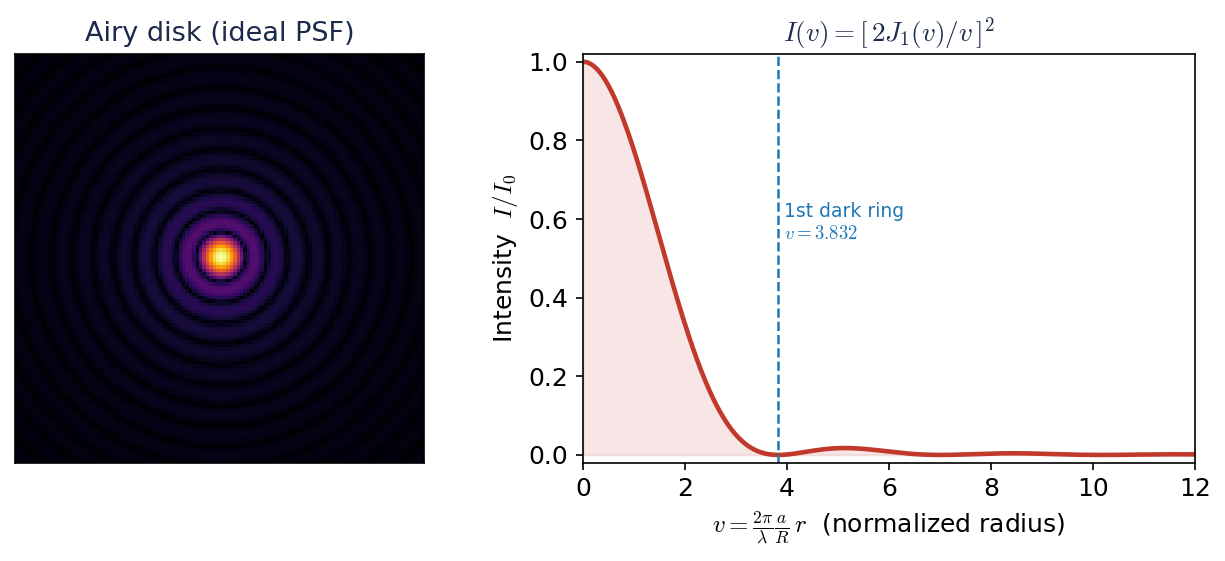 Airy disk (ideal PSF)
I(v) = [ 2J₁(v)/v ]²
1.0
0.8
0.6
0.4
0.2
0.0
Intensity I/I₀
1st dark ring
v = 3.832
0 2 4 6 8 10 12
v = 2π/λ a/R r (normalized radius)